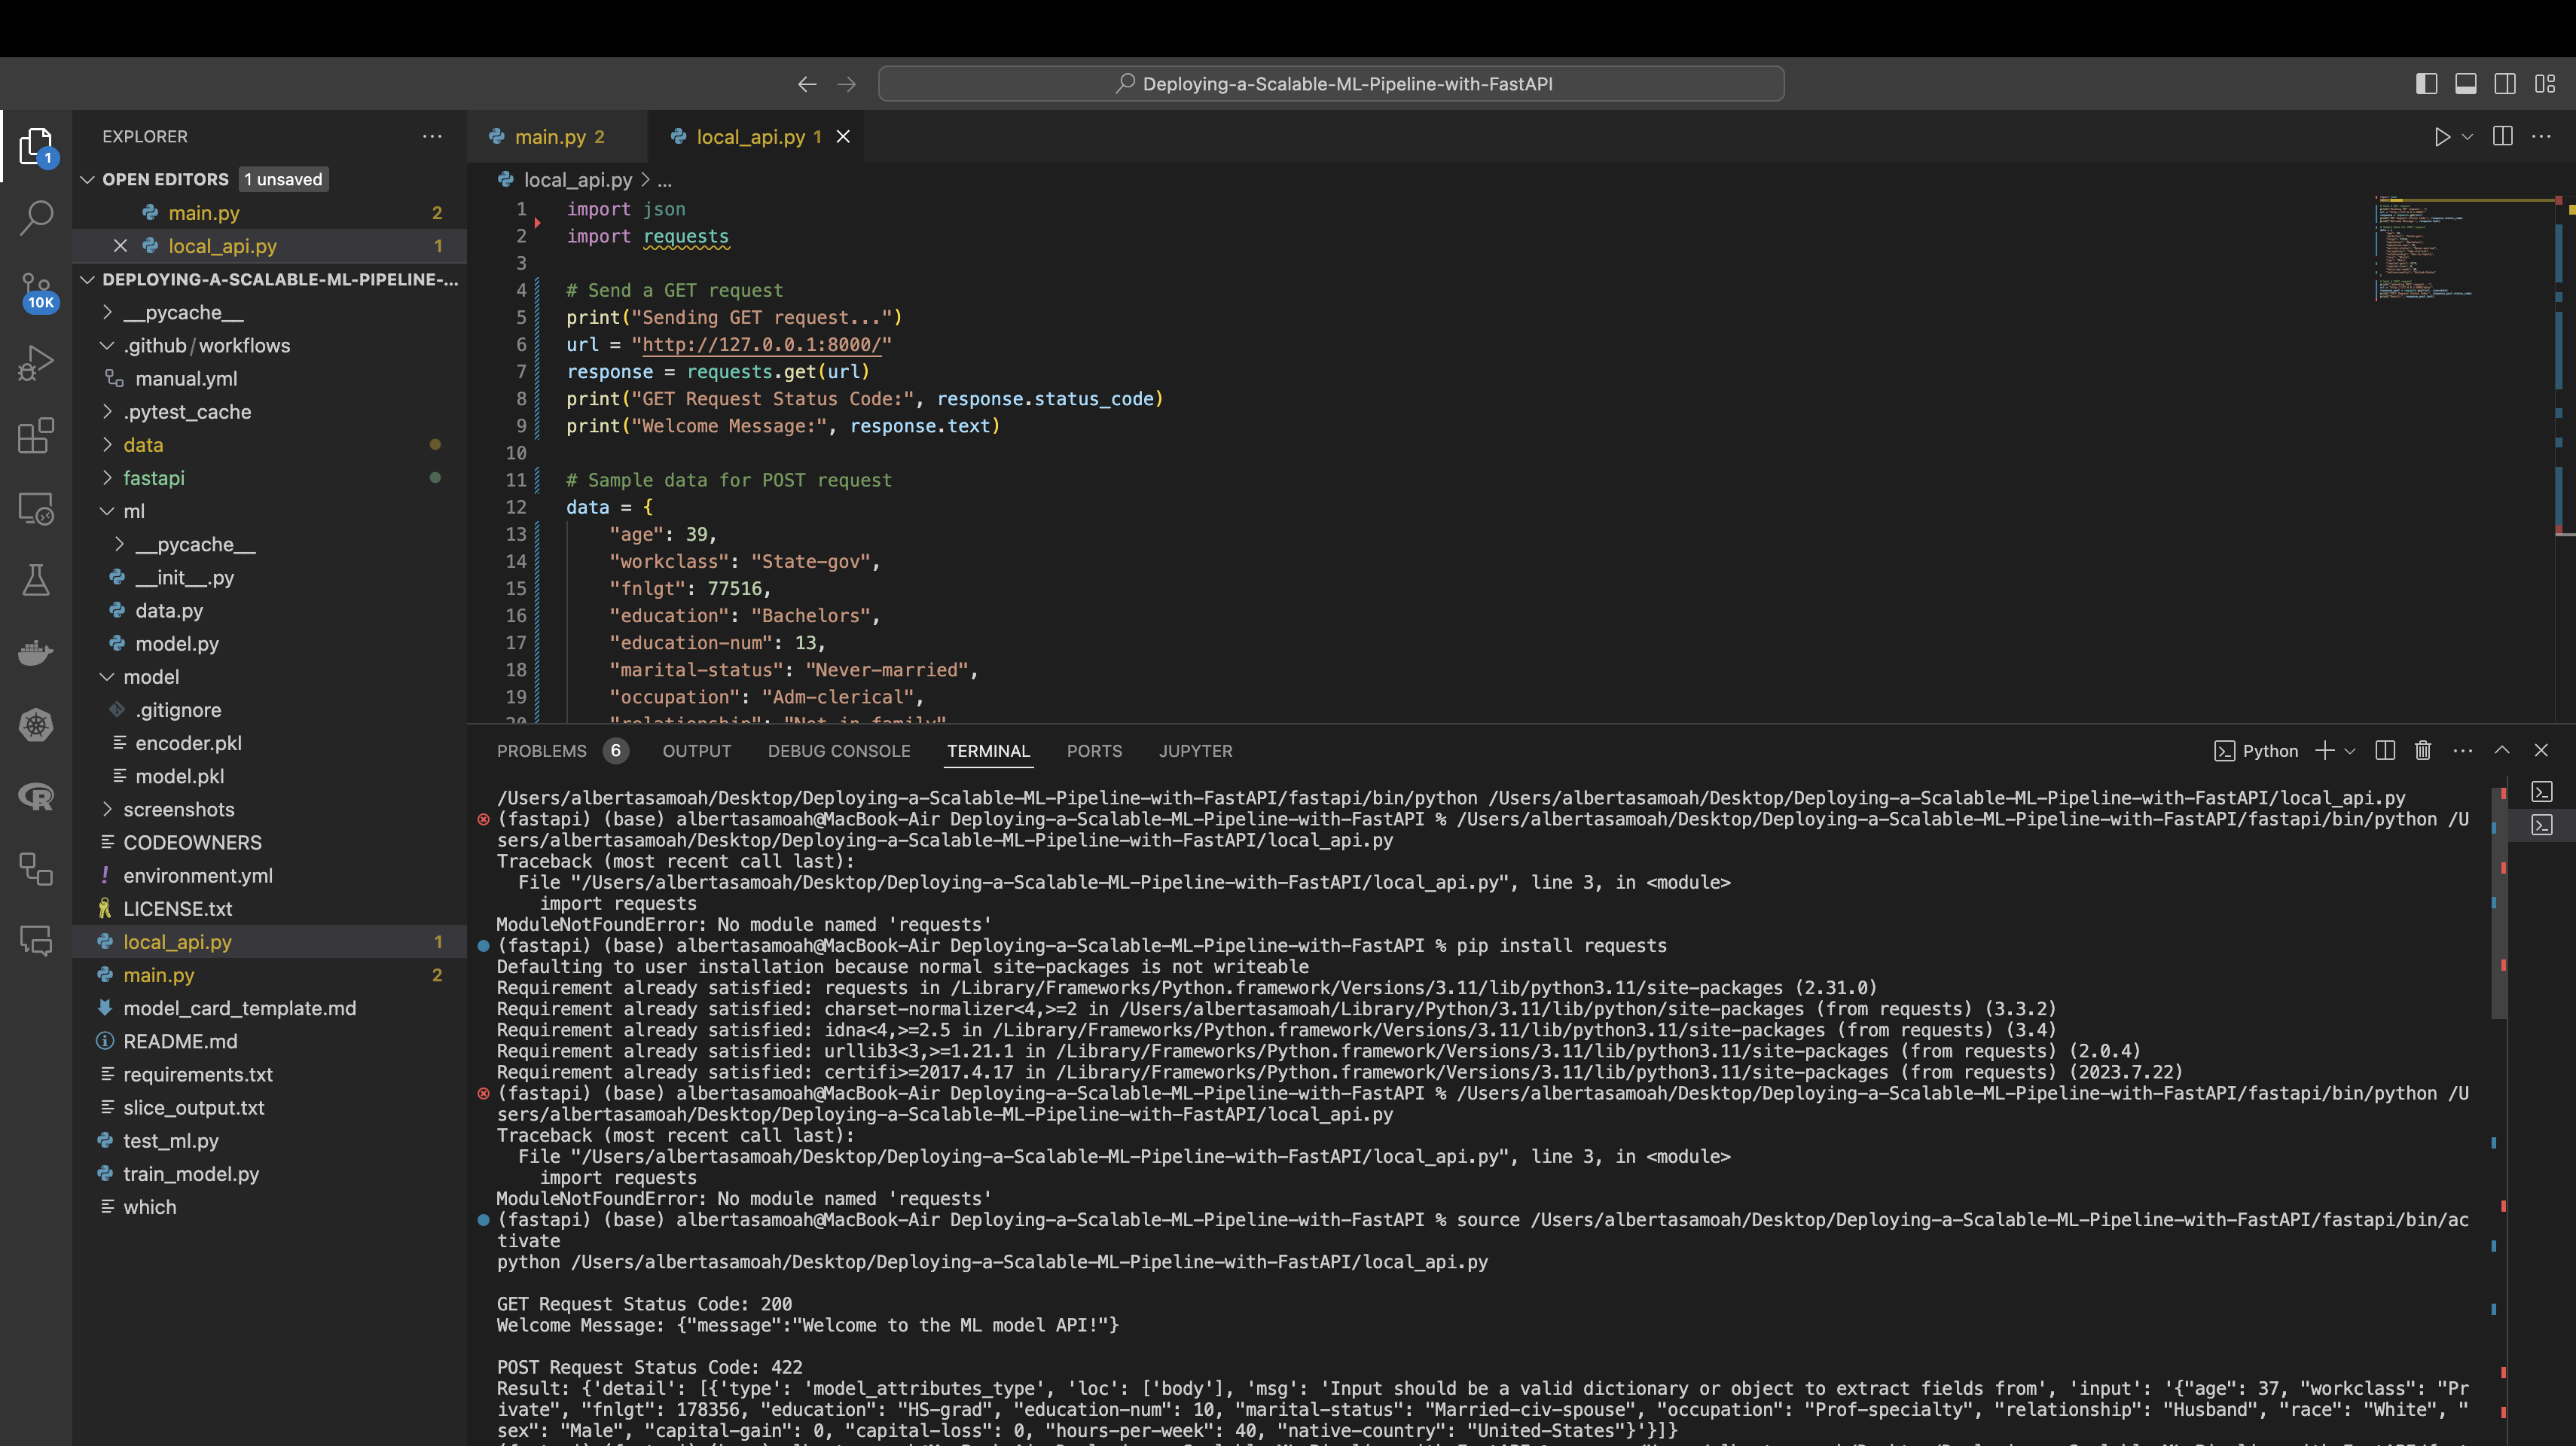 Deploying-a-Scalable-ML-Pipeline-with-FastAPI
EXPLORER
OPEN EDITORS 1 unsaved
main.py 2
local_api.py 1
DEPLOYING-A-SCALABLE-ML-PIPELINE-...
__pycache__
.github/workflows
manual.yml
.pytest_cache
data
fastapi
ml
__pycache__
__init__.py
data.py
model.py
model
.gitignore
encoder.pkl
model.pkl
screenshots
CODEOWNERS
environment.yml
LICENSE.txt
local_api.py 1
main.py 2
model_card_template.md
README.md
requirements.txt
slice_output.txt
test_ml.py
train_model.py
which
1
10K
main.py 2
local_api.py 1
local_api.py > ...
1 import json
2 import requests
3
4 # Send a GET request
5 print("Sending GET request...")
6 url = "http://127.0.0.1:8000/"
7 response = requests.get(url)
8 print("GET Request Status Code:", response.status_code)
9 print("Welcome Message:", response.text)
10
11 # Sample data for POST request
12 data = {
13 "age": 39,
14 "workclass": "State-gov",
15 "fnlgt": 77516,
16 "education": "Bachelors",
17 "education-num": 13,
18 "marital-status": "Never-married",
19 "occupation": "Adm-clerical",
20 "relationship": "Not-in-family",
PROBLEMS 6 OUTPUT DEBUG CONSOLE TERMINAL PORTS JUPYTER
Python
/Users/albertasamoah/Desktop/Deploying-a-Scalable-ML-Pipeline-with-FastAPI/fastapi/bin/python /Users/albertasamoah/Desktop/Deploying-a-Scalable-ML-Pipeline-with-FastAPI/local_api.py
(fastapi) (base) albertasamoah@MacBook-Air Deploying-a-Scalable-ML-Pipeline-with-FastAPI % /Users/albertasamoah/Desktop/Deploying-a-Scalable-ML-Pipeline-with-FastAPI/fastapi/bin/python /U
sers/albertasamoah/Desktop/Deploying-a-Scalable-ML-Pipeline-with-FastAPI/local_api.py
Traceback (most recent call last):
File "/Users/albertasamoah/Desktop/Deploying-a-Scalable-ML-Pipeline-with-FastAPI/local_api.py", line 3, in <module>
import requests
ModuleNotFoundError: No module named 'requests'
(fastapi) (base) albertasamoah@MacBook-Air Deploying-a-Scalable-ML-Pipeline-with-FastAPI % pip install requests
Defaulting to user installation because normal site-packages is not writeable
Requirement already satisfied: requests in /Library/Frameworks/Python.framework/Versions/3.11/lib/python3.11/site-packages (2.31.0)
Requirement already satisfied: charset-normalizer<4,>=2 in /Users/albertasamoah/Library/Python/3.11/lib/python/site-packages (from requests) (3.3.2)
Requirement already satisfied: idna<4,>=2.5 in /Library/Frameworks/Python.framework/Versions/3.11/lib/python3.11/site-packages (from requests) (3.4)
Requirement already satisfied: urllib3<3,>=1.21.1 in /Library/Frameworks/Python.framework/Versions/3.11/lib/python3.11/site-packages (from requests) (2.0.4)
Requirement already satisfied: certifi>=2017.4.17 in /Library/Frameworks/Python.framework/Versions/3.11/lib/python3.11/site-packages (from requests) (2023.7.22)
(fastapi) (base) albertasamoah@MacBook-Air Deploying-a-Scalable-ML-Pipeline-with-FastAPI % /Users/albertasamoah/Desktop/Deploying-a-Scalable-ML-Pipeline-with-FastAPI/fastapi/bin/python /U
sers/albertasamoah/Desktop/Deploying-a-Scalable-ML-Pipeline-with-FastAPI/local_api.py
Traceback (most recent call last):
File "/Users/albertasamoah/Desktop/Deploying-a-Scalable-ML-Pipeline-with-FastAPI/local_api.py", line 3, in <module>
import requests
ModuleNotFoundError: No module named 'requests'
(fastapi) (base) albertasamoah@MacBook-Air Deploying-a-Scalable-ML-Pipeline-with-FastAPI % source /Users/albertasamoah/Desktop/Deploying-a-Scalable-ML-Pipeline-with-FastAPI/fastapi/bin/ac
tivate
python /Users/albertasamoah/Desktop/Deploying-a-Scalable-ML-Pipeline-with-FastAPI/local_api.py
GET Request Status Code: 200
Welcome Message: {"message":"Welcome to the ML model API!"}
POST Request Status Code: 422
Result: {'detail': [{'type': 'model_attributes_type', 'loc': ['body'], 'msg': 'Input should be a valid dictionary or object to extract fields from', 'input': '{"age": 37, "workclass": "Pr
ivate", "fnlgt": 178356, "education": "HS-grad", "education-num": 10, "marital-status": "Married-civ-spouse", "occupation": "Prof-specialty", "relationship": "Husband", "race": "White", "
sex": "Male", "capital-gain": 0, "capital-loss": 0, "hours-per-week": 40, "native-country": "United-States"}'}]}